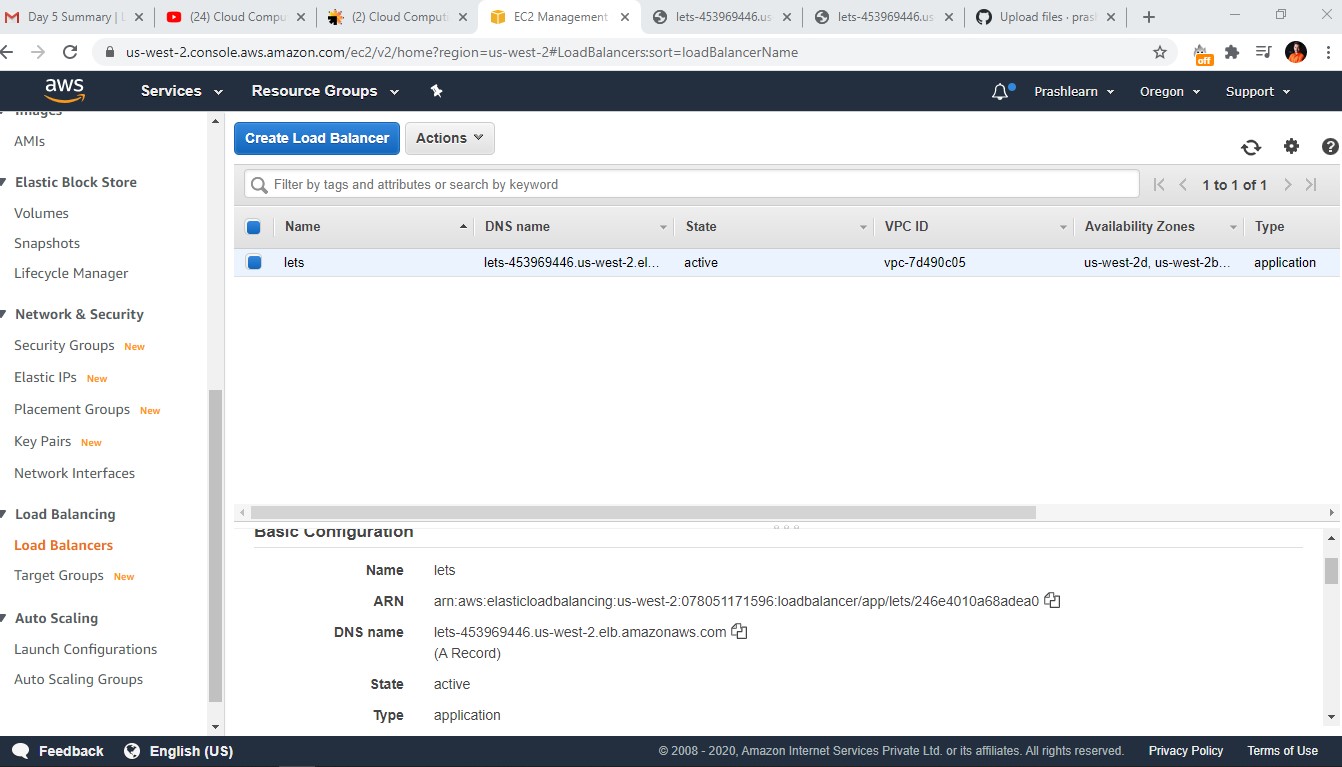 Day 5 Summary | L
(24) Cloud Compu
(2) Cloud Computi
EC2 Management
lets-453969446.us
lets-453969446.us
Upload files · pras
us-west-2.console.aws.amazon.com/ec2/v2/home?region=us-west-2#LoadBalancers:sort=loadBalancerName
off
aws
Services
Resource Groups
Prashlearn
Oregon
Support
Images
AMIs
Elastic Block Store
Volumes
Snapshots
Lifecycle Manager
Network & Security
Security Groups New
Elastic IPs New
Placement Groups New
Key Pairs New
Network Interfaces
Load Balancing
Load Balancers
Target Groups New
Auto Scaling
Launch Configurations
Auto Scaling Groups
Create Load Balancer
Actions
Filter by tags and attributes or search by keyword
1 to 1 of 1
Name DNS name State VPC ID Availability Zones Type
lets lets-453969446.us-west-2.el... active vpc-7d490c05 us-west-2d, us-west-2b... application
Basic Configuration
Name lets
ARN arn:aws:elasticloadbalancing:us-west-2:078051171596:loadbalancer/app/lets/246e4010a68adea0
DNS name lets-453969446.us-west-2.elb.amazonaws.com
(A Record)
State active
Type application
Feedback
English (US)
© 2008 - 2020, Amazon Internet Services Private Ltd. or its affiliates. All rights reserved.
Privacy Policy
Terms of Use